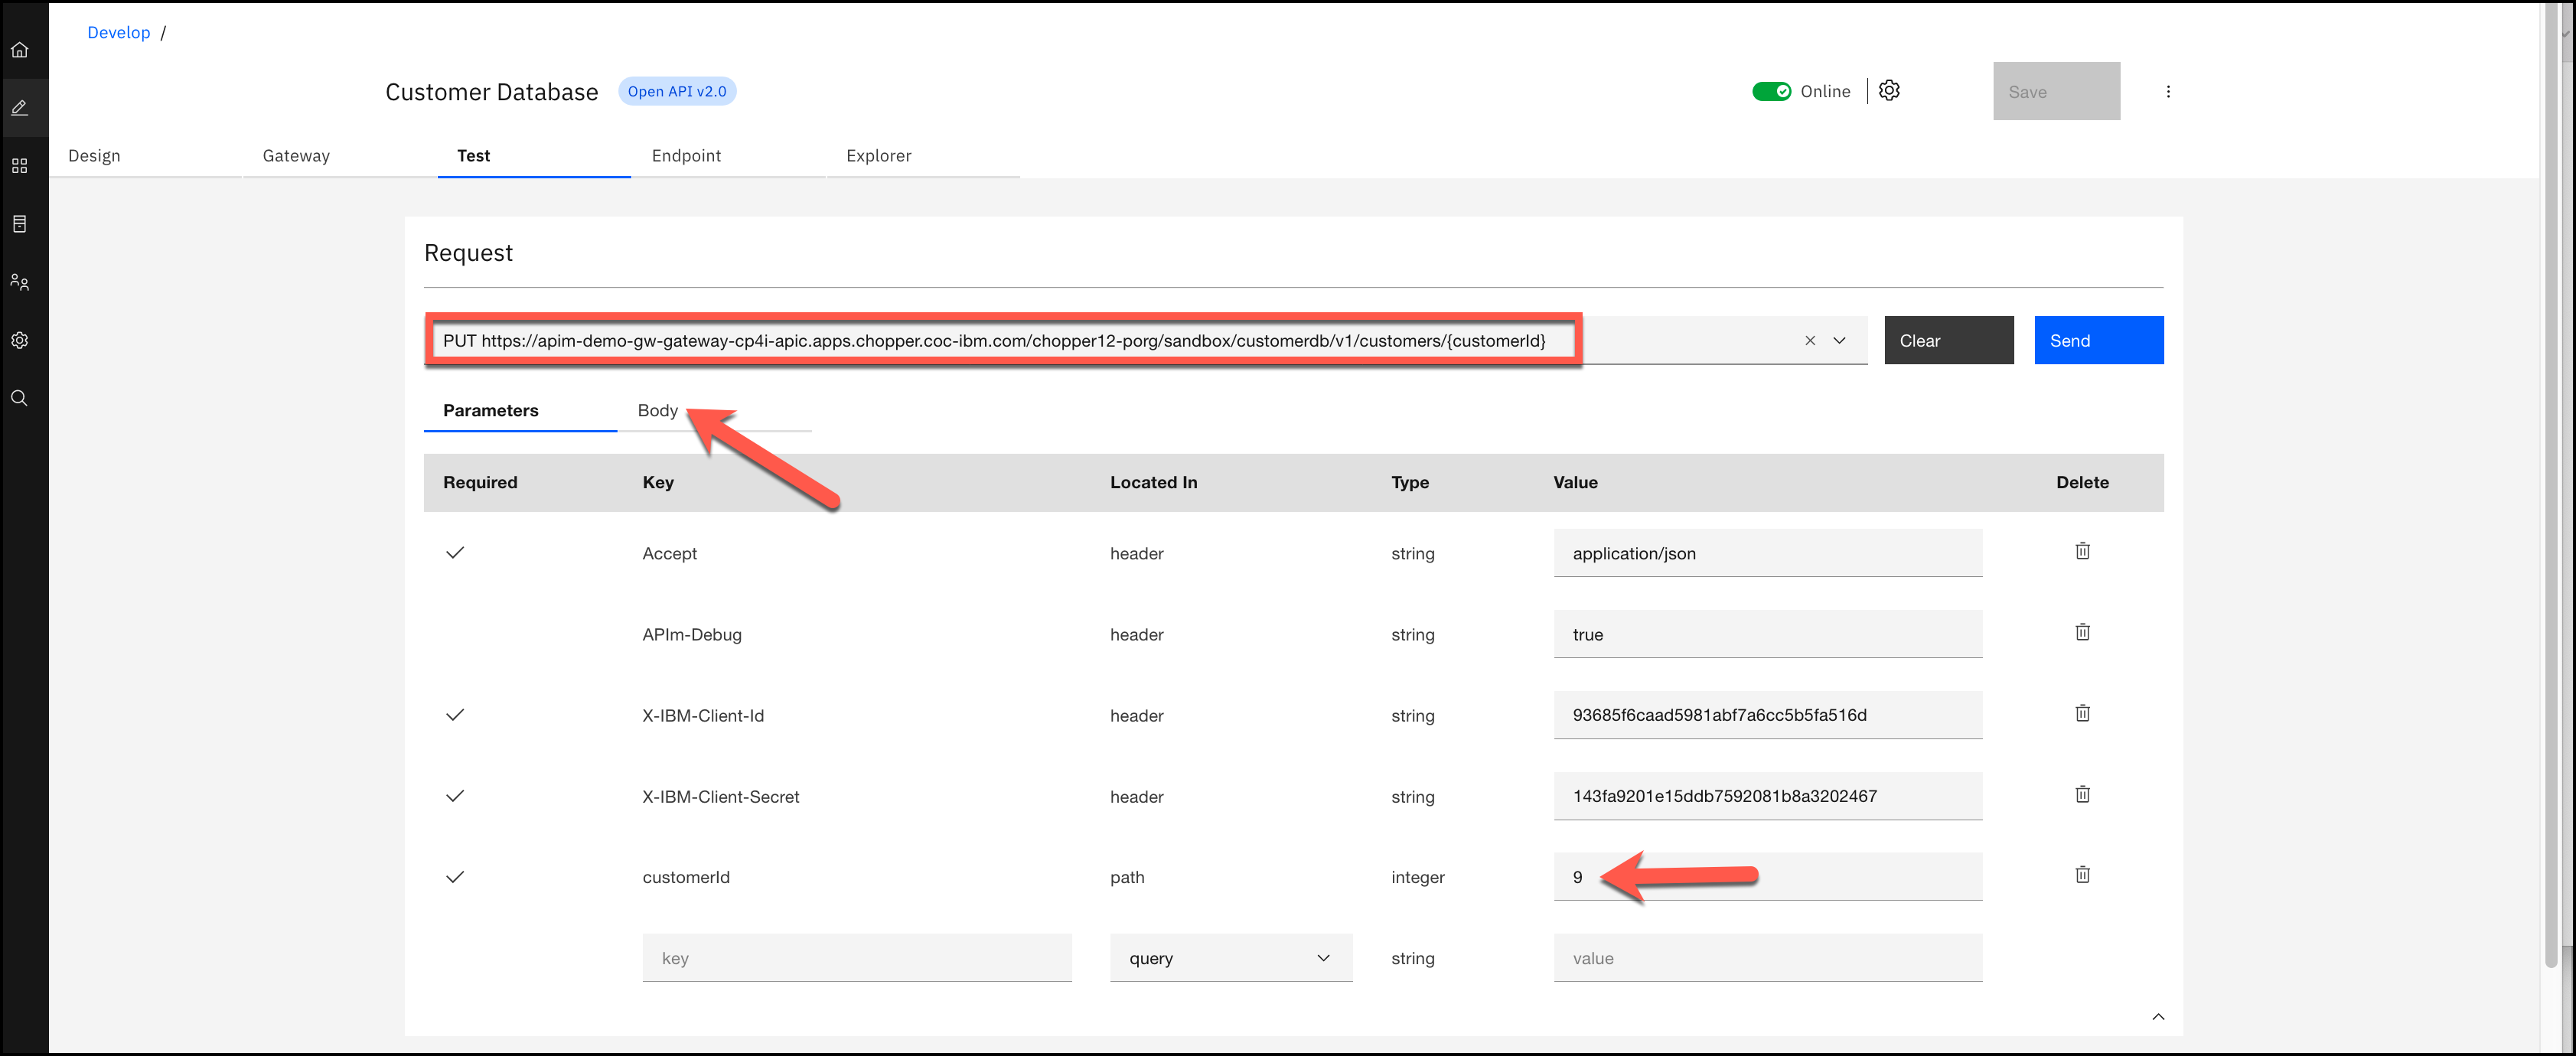 Develop /
Customer Database Open API v2.0 Online Save
Design Gateway Test Endpoint Explorer
Request
PUT https://apim-demo-gw-gateway-cp4i-apic.apps.chopper.coc-ibm.com/chopper12-porg/sandbox/customerdb/v1/customers/{customerId} Clear Send
Parameters Body
Required Key Located In Type Value Delete
Accept header string application/json
APIm-Debug header string true
X-IBM-Client-Id header string 93685f6caad5981abf7a6cc5b5fa516d
X-IBM-Client-Secret header string 143fa9201e15ddb7592081b8a3202467
customerId path integer 9
key query string value